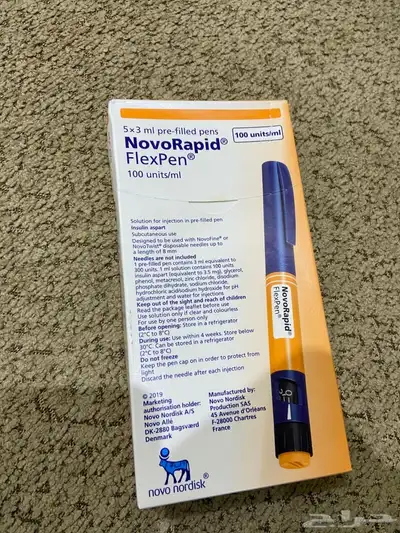 5×3 ml pre-filled pens
NovoRapid®
FlexPen®
100 units/ml
100 units/ml
Solution for injection in pre-filled pen
Insulin aspart
Subcutaneous use
Designed to be used with NovoFine® or
NovoTwist® disposable needles up to
a length of 8 mm
Needles are not included
1 pre-filled pen contains 3 ml equivalent to
300 units. 1 ml solution contains 100 units
insulin aspart (equivalent to 3.5 mg), glycerol,
phenol, metacresol, zinc chloride, disodium
phosphate dihydrate, sodium chloride,
hydrochloric acid/sodium hydroxide for pH
adjustment and water for injections
Keep out of the sight and reach of children
Read the package leaflet before use
Use solution only if clear and colourless
For use by one person only
Before opening: Store in a refrigerator
(2°C to 8°C)
During use: Use within 4 weeks. Store below
30°C. Can be stored in a refrigerator
(2°C to 8°C)
Do not freeze
Keep the pen cap on in order to protect from
light
Discard the needle after each injection
NovoRapid®
FlexPen®
© 2019
Marketing
authorisation holder:
Novo Nordisk A/S
Novo Allé
DK-2880 Bagsværd
Denmark
Manufactured by:
Novo Nordisk
Production SAS
45 Avenue d'Orléans
F-28000 Chartres
France
novo nordisk®
حراج